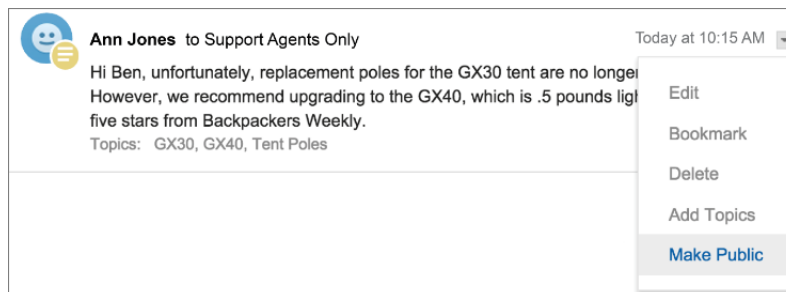 Ann Jones to Support Agents Only
Today at 10:15 AM
Hi Ben, unfortunately, replacement poles for the GX30 tent are no longer
However, we recommend upgrading to the GX40, which is .5 pounds
five stars from Backpackers Weekly.
Topics: GX30, GX40, Tent Poles
Edit
Bookmark
Delete
Add Topics
Make Public